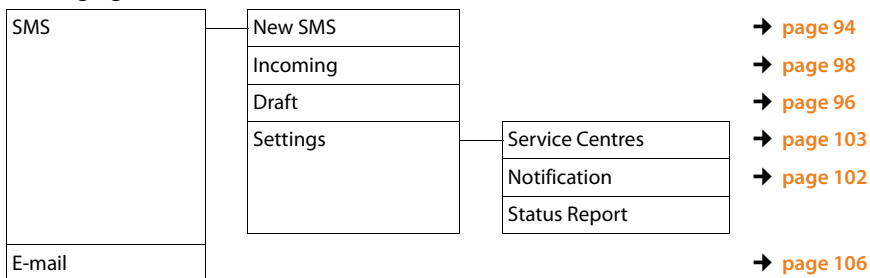 SMS New SMS ➔ page 94
Incoming ➔ page 98
Draft ➔ page 96
Settings Service Centres ➔ page 103
Notification ➔ page 102
Status Report
E-mail ➔ page 106